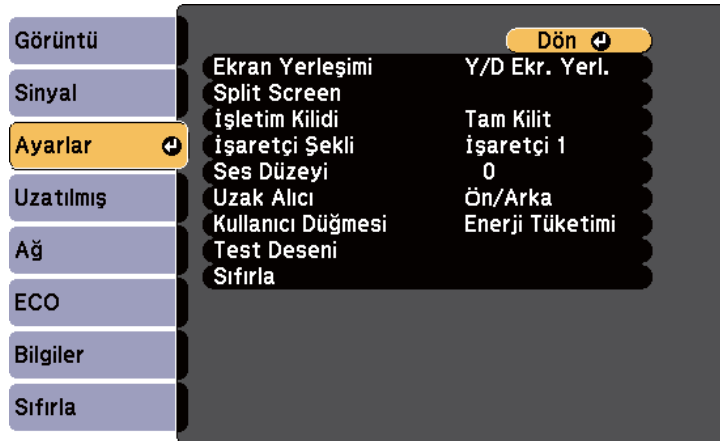 Görüntü
Sinyal
Ayarlar
Uzatılmış
Ağ
ECO
Bilgiler
Sıfırla
Dön
Ekran Yerleşimi Y/D Ekr. Yerl.
Split Screen
İşletim Kilidi Tam Kilit
İşaretçi Şekli İşaretçi 1
Ses Düzeyi 0
Uzak Alıcı Ön/Arka
Kullanıcı Düğmesi Enerji Tüketimi
Test Deseni
Sıfırla